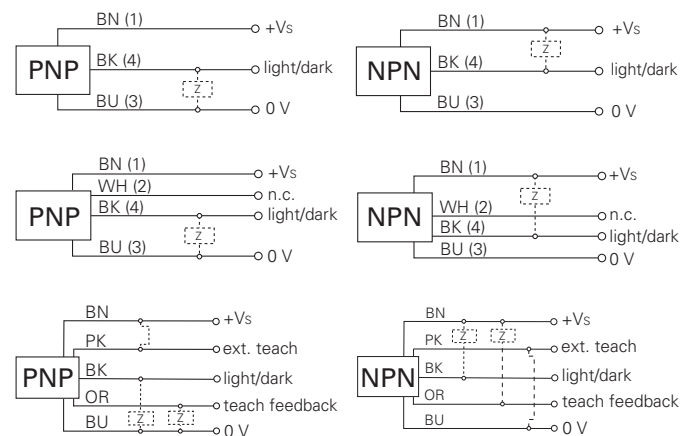 BN (1) +Vs
PNP BK (4) light/dark
Z
BU (3) 0 V
BN (1) +Vs
Z
NPN BK (4) light/dark
BU (3) 0 V
BN (1) +Vs
WH (2) n.c.
PNP BK (4) light/dark
Z
BU (3) 0 V
BN (1) +Vs
Z
NPN WH (2) n.c.
BK (4) light/dark
BU (3) 0 V
BN +Vs
PK ext. teach
PNP BK light/dark
OR teach feedback
Z Z
BU 0 V
BN +Vs
Z Z
PK ext. teach
NPN BK light/dark
OR teach feedback
BU 0 V